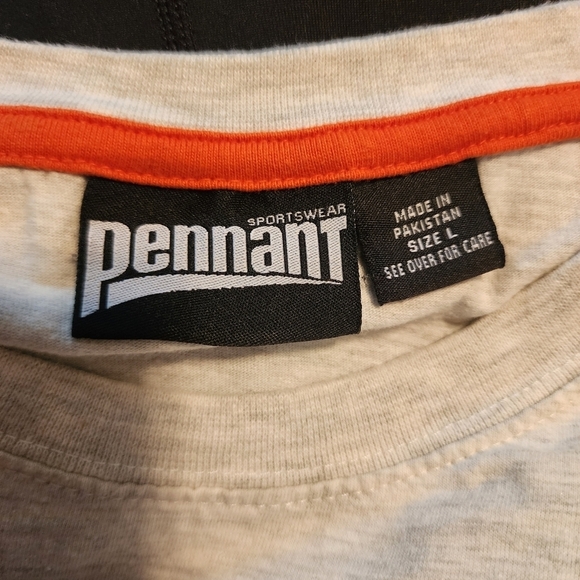 SPORTSWEAR
pennant
MADE IN
PAKISTAN
SIZE L
SEE OVER FOR CARE